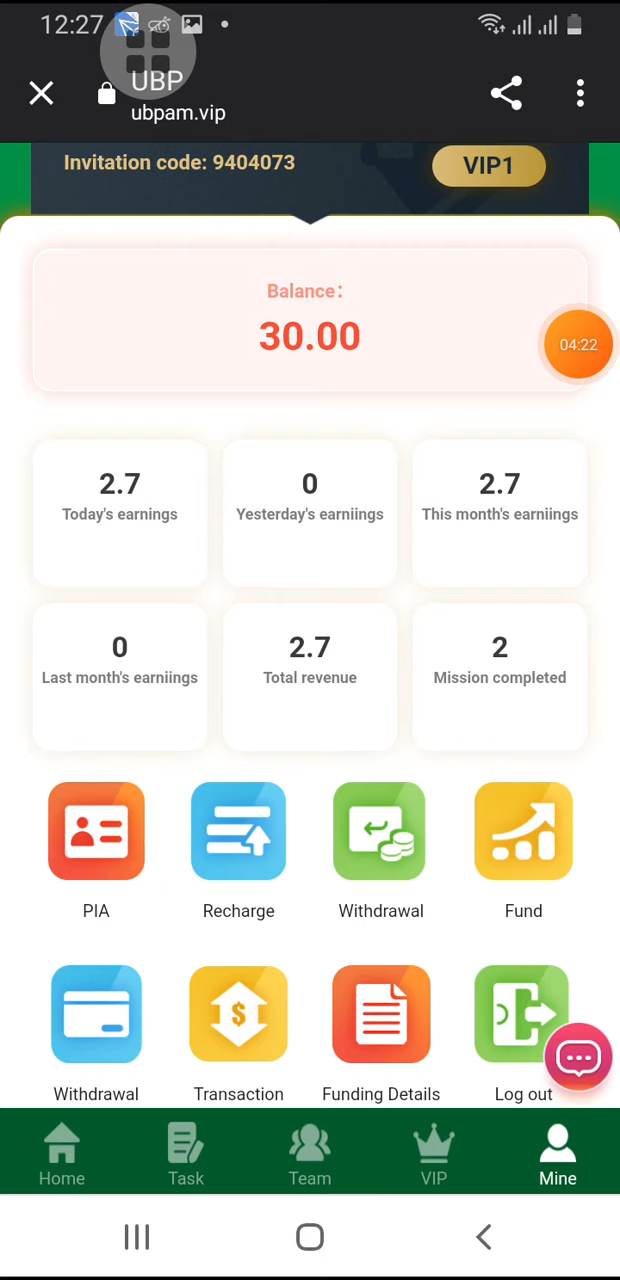 12:27
UBP
ubpam.vip
Invitation code: 9404073
VIP1
Balance:
30.00
04:22
2.7
Today's earnings
0
Yesterday's earniings
2.7
This month's earniings
0
Last month's earniings
2.7
Total revenue
2
Mission completed
PIA
Recharge
Withdrawal
Fund
$
Withdrawal
Transaction
Funding Details
Log out
Home
Task
Team
VIP
Mine